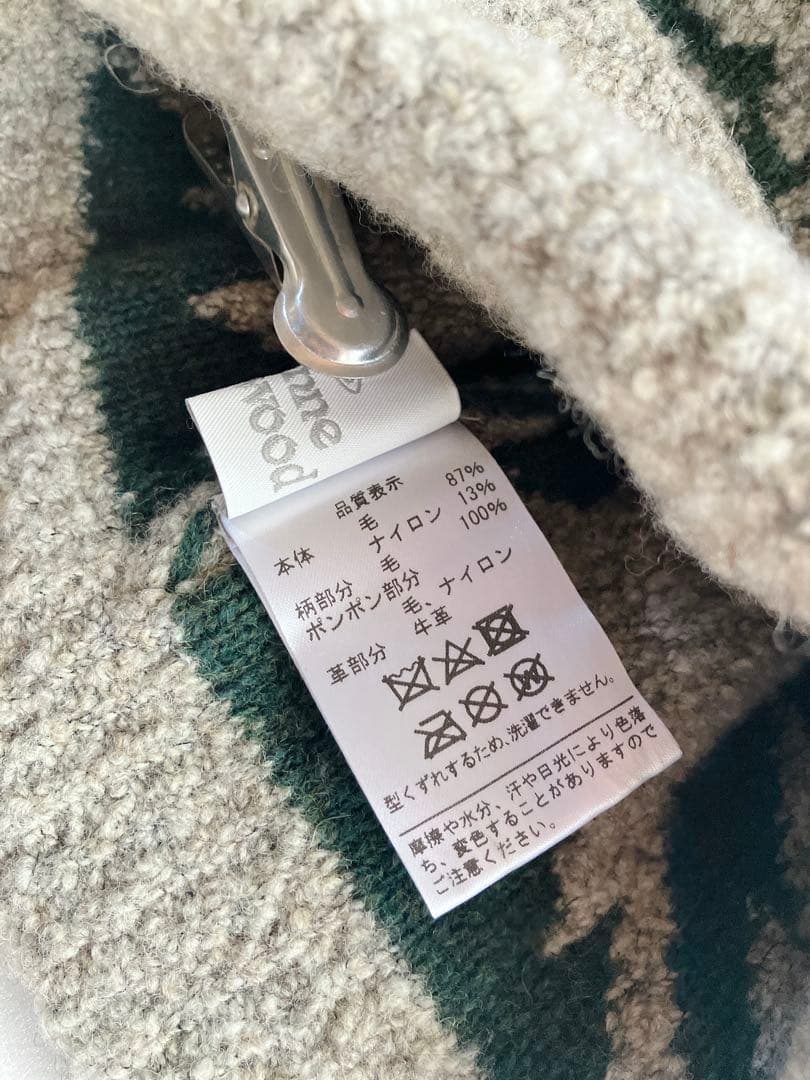 nne
wood
品質表示
本体 毛 87%
ナイロン 13%
柄部分 毛 100%
ポンポン部分
毛、ナイロン
革部分 牛革
型くずれするため、洗濯できません。
摩擦や水分、汗や日光により色落
ち、変色することがありますので
ご注意ください。